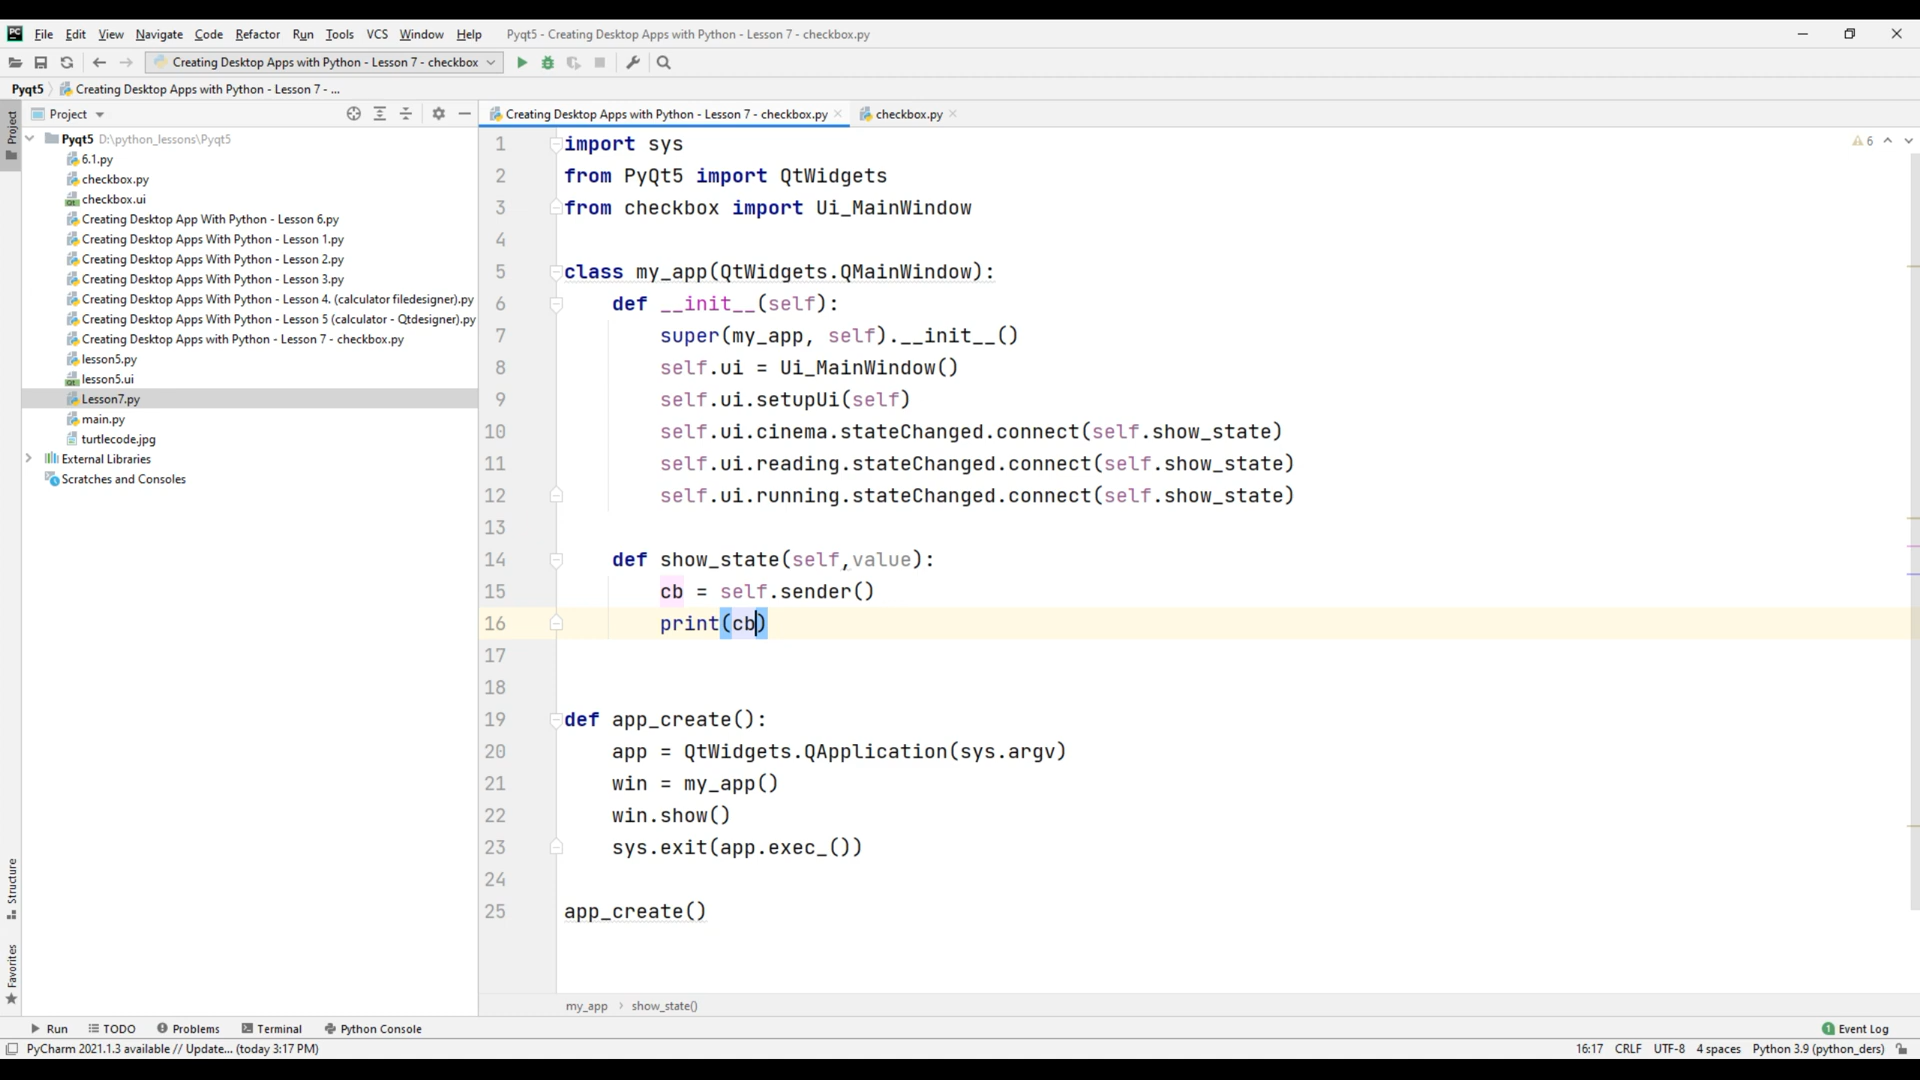 PC File Edit View Navigate Code Refactor Run Tools VCS Window Help Pyqt5 - Creating Desktop Apps with Python - Lesson 7 - checkbox.py
Creating Desktop Apps with Python - Lesson 7 - checkbox
Pyqt5 Creating Desktop Apps with Python - Lesson 7 - ...
Project
Project
Creating Desktop Apps with Python - Lesson 7 - checkbox.py checkbox.py
Pyqt5 D:\python_lessons\Pyqt5
6.1.py
checkbox.py
checkbox.ui
Creating Desktop App With Python - Lesson 6.py
Creating Desktop Apps With Python - Lesson 1.py
Creating Desktop Apps With Python - Lesson 2.py
Creating Desktop Apps With Python - Lesson 3.py
Creating Desktop Apps With Python - Lesson 4. (calculator filedesigner).py
Creating Desktop Apps With Python - Lesson 5 (calculator - Qtdesigner).py
Creating Desktop Apps with Python - Lesson 7 - checkbox.py
lesson5.py
lesson5.ui
Lesson7.py
main.py
turtlecode.jpg
External Libraries
Scratches and Consoles
Structure
Favorites
6
1 import sys
2 from PyQt5 import QtWidgets
3 from checkbox import Ui_MainWindow
4
5 class my_app(QtWidgets.QMainWindow):
6 def __init__(self):
7 super(my_app, self).__init__()
8 self.ui = Ui_MainWindow()
9 self.ui.setupUi(self)
10 self.ui.cinema.stateChanged.connect(self.show_state)
11 self.ui.reading.stateChanged.connect(self.show_state)
12 self.ui.running.stateChanged.connect(self.show_state)
13
14 def show_state(self,value):
15 cb = self.sender()
16 print(cb)
17
18
19 def app_create():
20 app = QtWidgets.QApplication(sys.argv)
21 win = my_app()
22 win.show()
23 sys.exit(app.exec_())
24
25 app_create()
my_app › show_state()
Run TODO Problems Terminal Python Console 1 Event Log
PyCharm 2021.1.3 available // Update... (today 3:17 PM) 16:17 CRLF UTF-8 4 spaces Python 3.9 (python_ders)